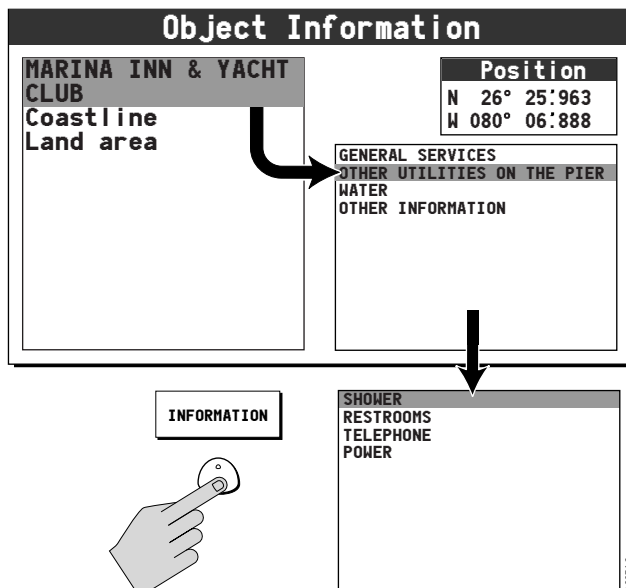 Object Information
MARINA INN & YACHT
CLUB
Coastline
Land area
Position
N 26° 25.'963
W 080° 06.'888
GENERAL SERVICES
OTHER UTILITIES ON THE PIER
WATER
OTHER INFORMATION
INFORMATION
SHOWER
RESTROOMS
TELEPHONE
POWER